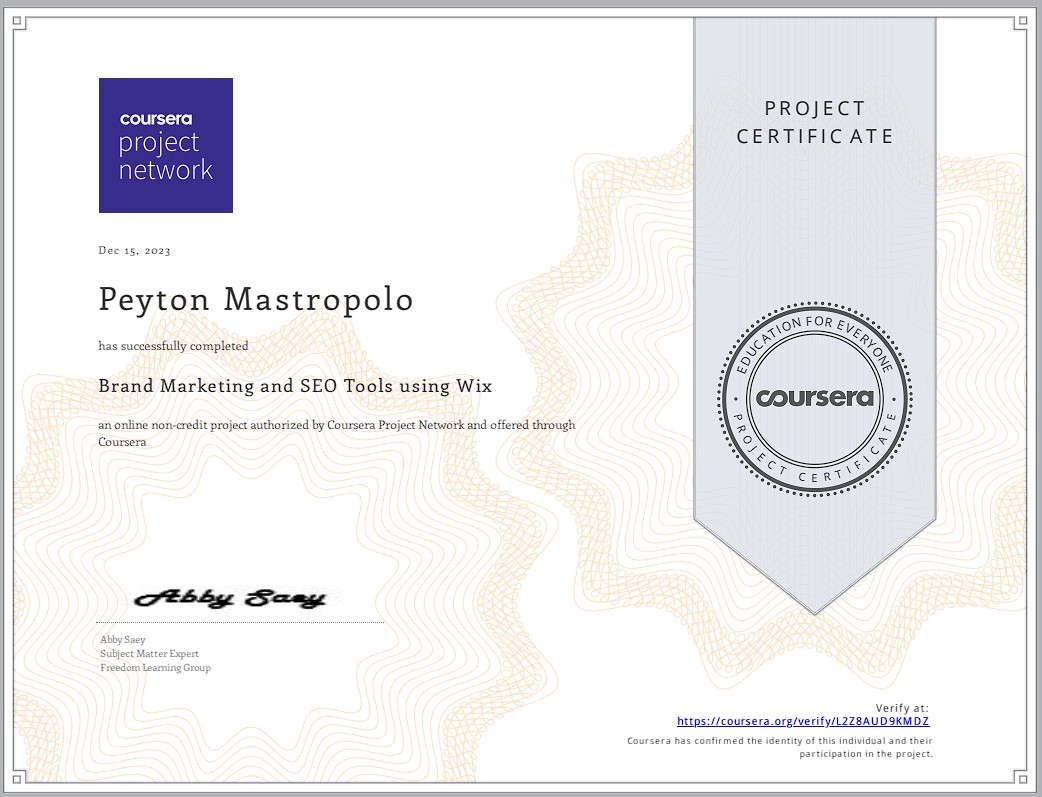 coursera
project
network
PROJECT
CERTIFICATE
Dec 15, 2023
Peyton Mastropolo
has successfully completed
Brand Marketing and SEO Tools using Wix
an online non-credit project authorized by Coursera Project Network and offered through
Coursera
EDUCATION FOR EVERYONE
coursera
PROJECT CERTIFICATE
Abby Saey
Abby Saey
Subject Matter Expert
Freedom Learning Group
Verify at:
https://coursera.org/verify/L2Z8AUD9KMDZ
Coursera has confirmed the identity of this individual and their
participation in the project.